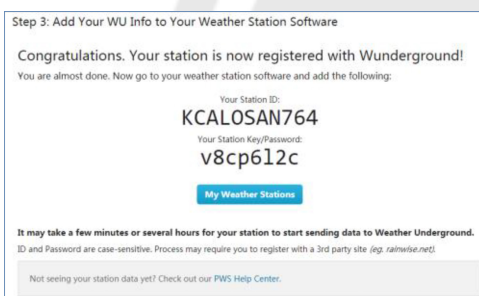 Step 3: Add Your WU Info to Your Weather Station Software
Congratulations. Your station is now registered with Wunderground!
You are almost done. Now go to your weather station software and add the following:
Your Station ID:
KCALOSAN764
Your Station Key/Password:
v8cp6l2c
My Weather Stations
It may take a few minutes or several hours for your station to start sending data to Weather Underground.
ID and Password are case-sensitive. Process may require you to register with a 3rd party site (eg. rainwise.net).
Not seeing your station data yet? Check out our PWS Help Center.